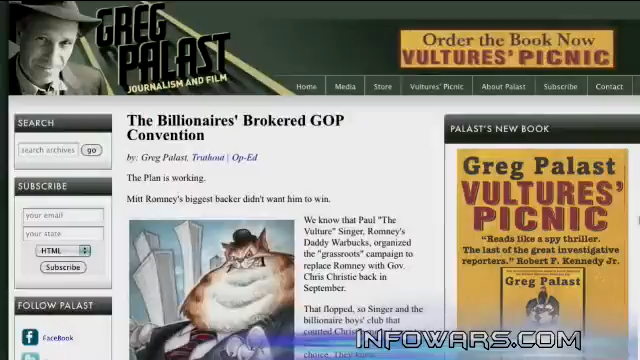 GREG
PALAST
JOURNALISM AND FILM
Order the Book Now
VULTURES' PICNIC
Home
Media
Store
Vultures' Picnic
About Palast
Subscribe
Contact
SEARCH
search archives
go
SUBSCRIBE
your email
your state
HTML
Subscribe
FOLLOW PALAST
FaceBook
The Billionaires' Brokered GOP
Convention
by: Greg Palast, Truthout | Op-Ed
The Plan is working.
Mitt Romney's biggest backer didn't want him to win.
We know that Paul "The
Vulture" Singer, Romney's
Daddy Warbucks, organized
the "grassroots" campaign to
replace Romney with Gov.
Chris Christie back in
September.
That flopped, so Singer and the
billionaire boys' club that
courted Christie
choice.
PALAST'S NEW BOOK
Greg Palast
VULTURES'
PICNIC
"Reads like a spy thriller.
The last of the great investigative
reporters." Robert F. Kennedy Jr.
Greg Palast
VULTURES'
PICNIC
INFOWARS.COM